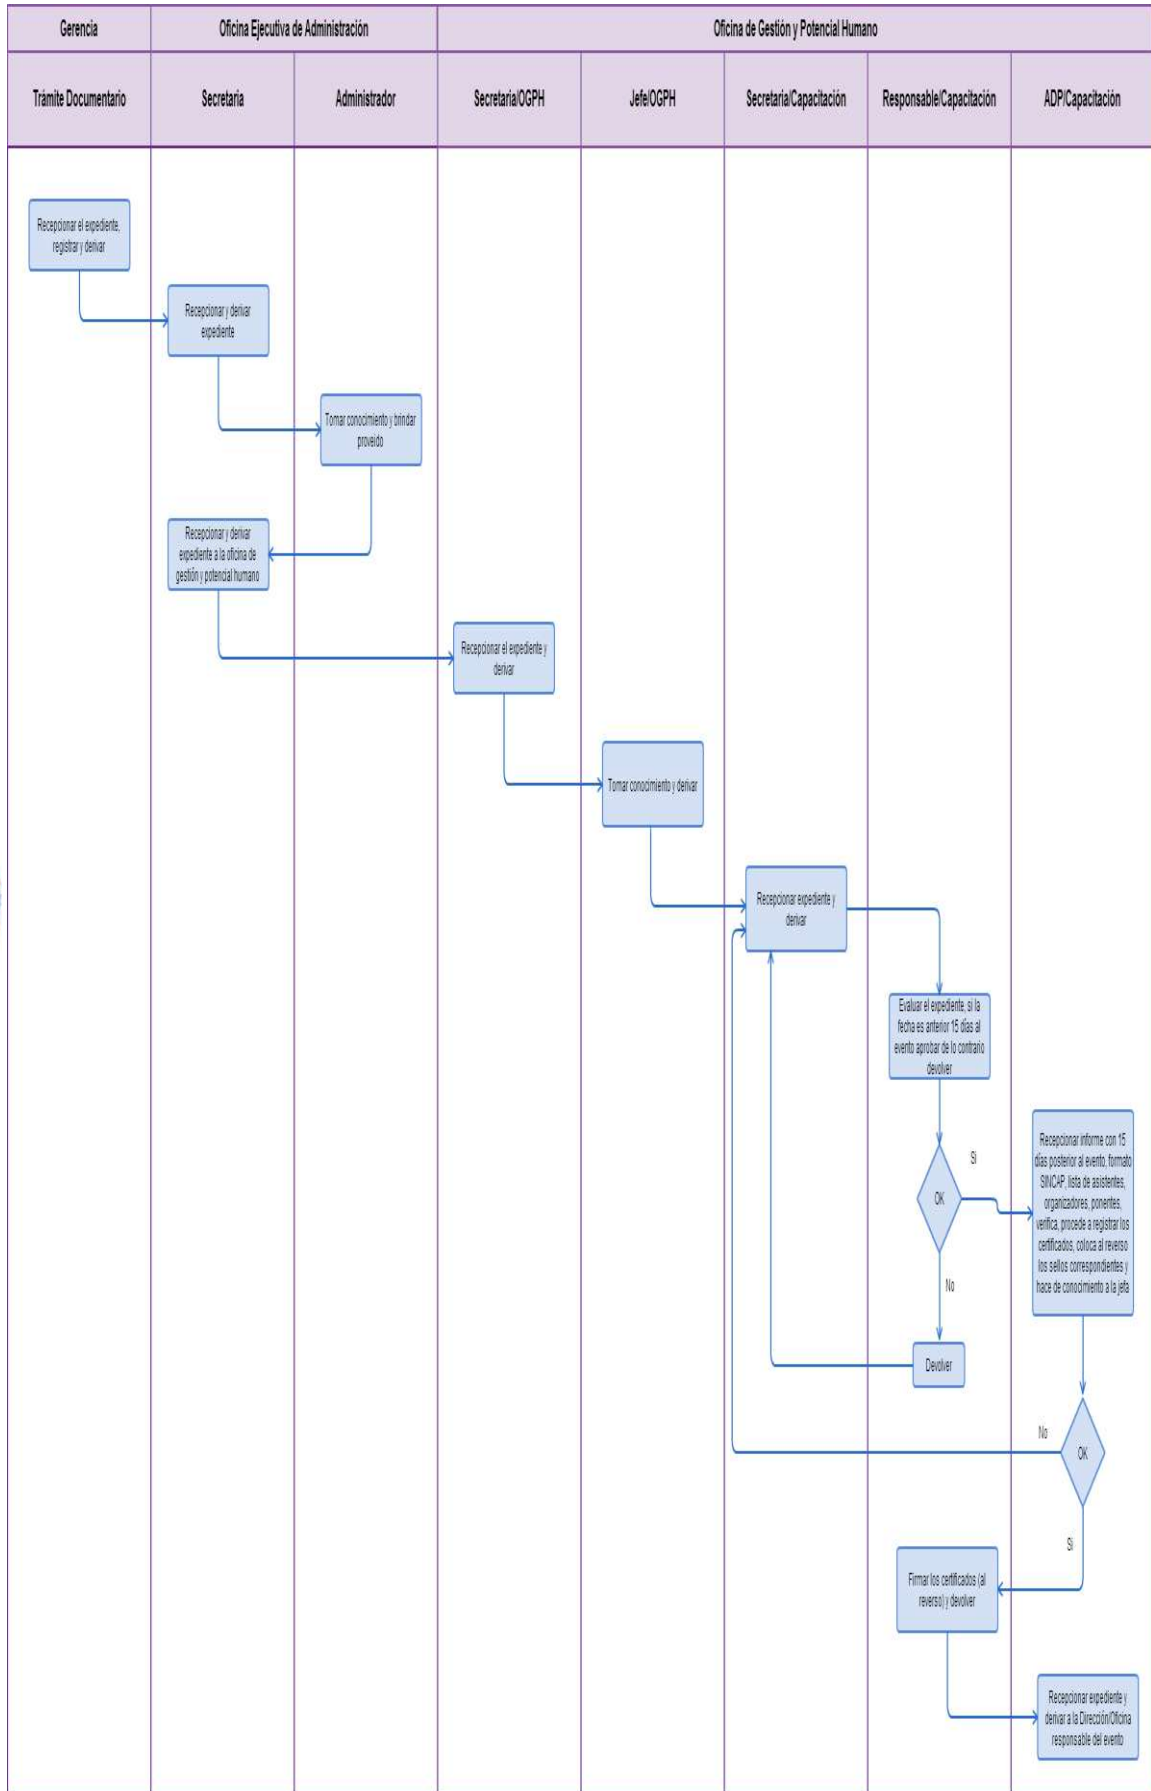 Gerencia
Oficina Ejecutiva de Administración
Oficina de Gestión y Potencial Humano
Trámite Documentario
Secretaria
Administrador
Secretaria/OGPH
Jefe/OGPH
Secretaria/Capacitación
Responsable/Capacitación
ADP/Capacitación
Recepcionar el expediente,
registrar y derivar
Recepcionar y derivar
expediente
Tomar conocimiento y brindar
proveido
Recepcionar y derivar
expediente a la oficina de
gestión y potencial humano
Recepcionar el expediente y
derivar
Tomar conocimiento y derivar
Recepcionar expediente y
derivar
Evaluar el expediente, si la
fecha es anterior 15 días al
evento aprobar de lo contrario
devolver
OK
Si
No
Devolver
Recepcionar informe con 15
días posterior al evento, formato
SINCAP, lista de asistentes,
organizadores, ponentes,
verifica, procede a registrar los
certificados, coloca al reverso
los sellos correspondientes y
hace de conocimiento a la jefa
No
OK
Si
Firmar los certificados (al
reverso) y devolver
Recepcionar expediente y
derivar a la Dirección/Oficina
responsable del evento